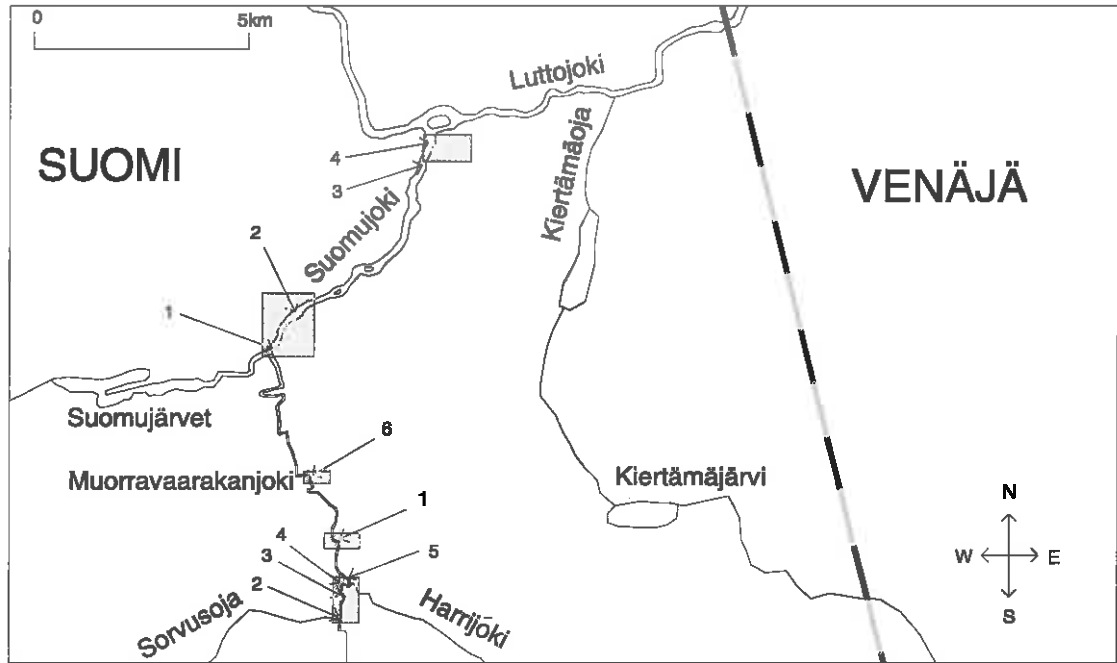 0 5km
Luttojoki
SUOMI
4
3
Kiertämäoja
VENÄJÄ
Suomujoki
2
1
Suomujärvet
6
Muorravaarakanjoki
Kiertämäjärvi
1
N
W E
S
4
5
3
2
Sorvusoja
Harrijoki